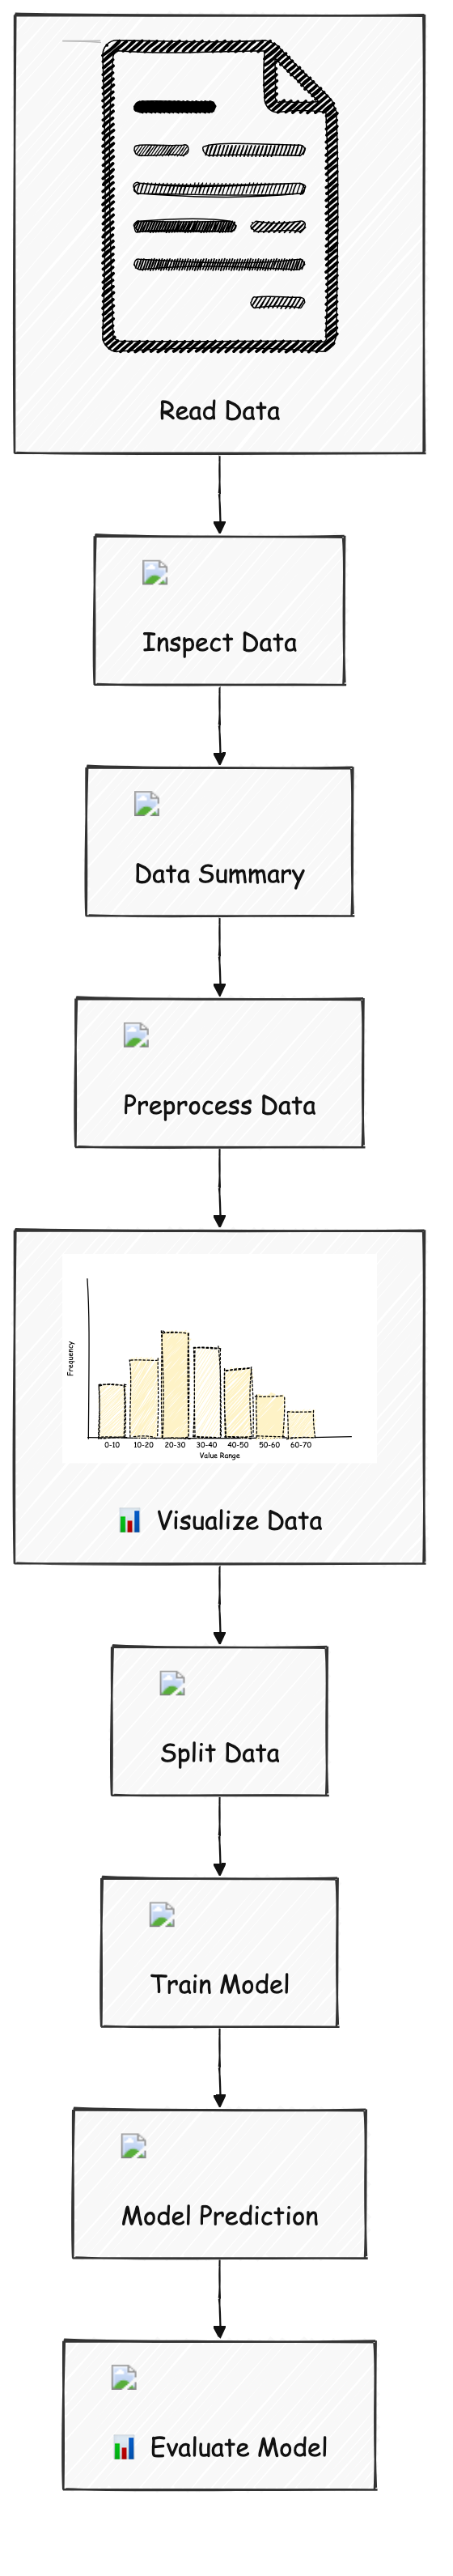 Read Data
Inspect Data
Data Summary
Preprocess Data
Frequency
0-10 10-20 20-30 30-40 40-50 50-60 60-70
Value Range
📊 Visualize Data
Split Data
Train Model
Model Prediction
📊 Evaluate Model